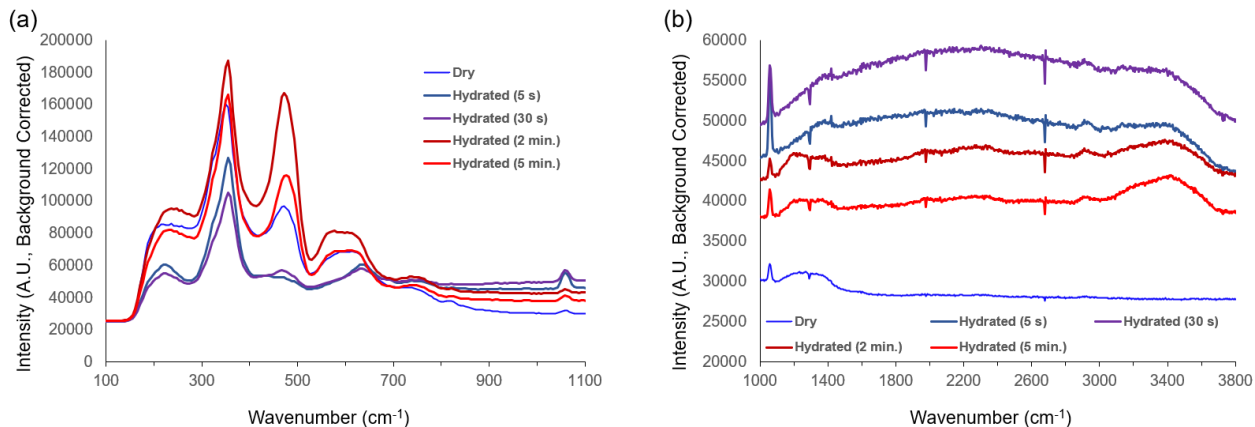 (a)
Intensity (A.U., Background Corrected)
200000
180000
160000
140000
120000
100000
80000
60000
40000
20000
0
Dry
Hydrated (5 s)
Hydrated (30 s)
Hydrated (2 min.)
Hydrated (5 min.)
100 300 500 700 900 1100
Wavenumber (cm⁻¹)
(b)
Intensity (A.U., Background Corrected)
60000
55000
50000
45000
40000
35000
30000
25000
20000
Dry Hydrated (5 s) Hydrated (30 s)
Hydrated (2 min.) Hydrated (5 min.)
1000 1400 1800 2200 2600 3000 3400 3800
Wavenumber (cm⁻¹)